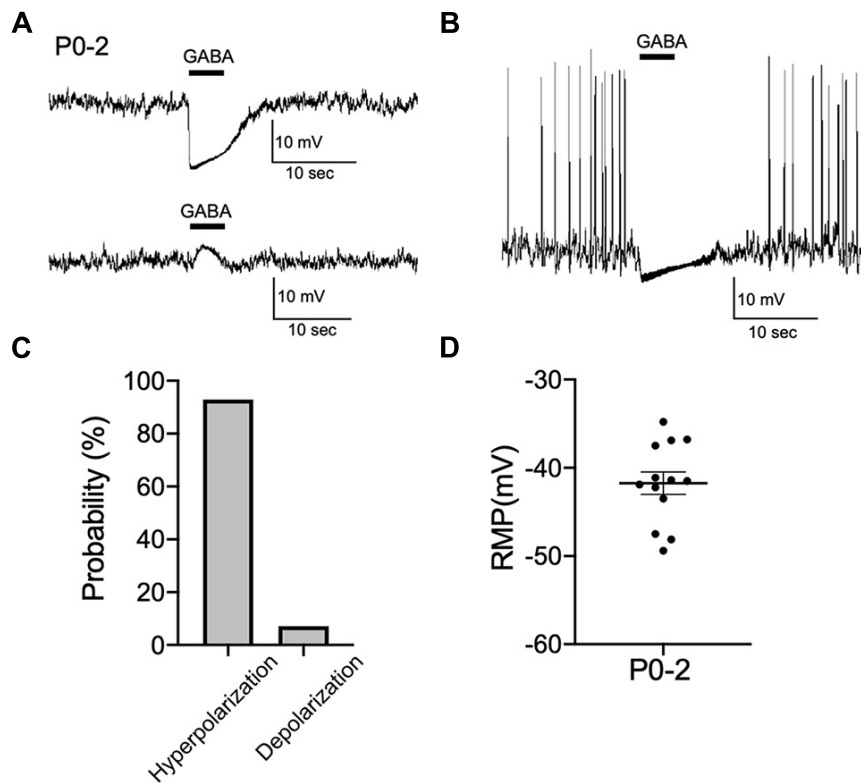 A
P0-2
GABA
10 mV
10 sec
GABA
10 mV
10 sec
B
GABA
10 mV
10 sec
C
Probability (%)
100
80
60
40
20
0
Hyperpolarization
Depolarization
D
RMP(mV)
-30
-40
-50
-60
P0-2